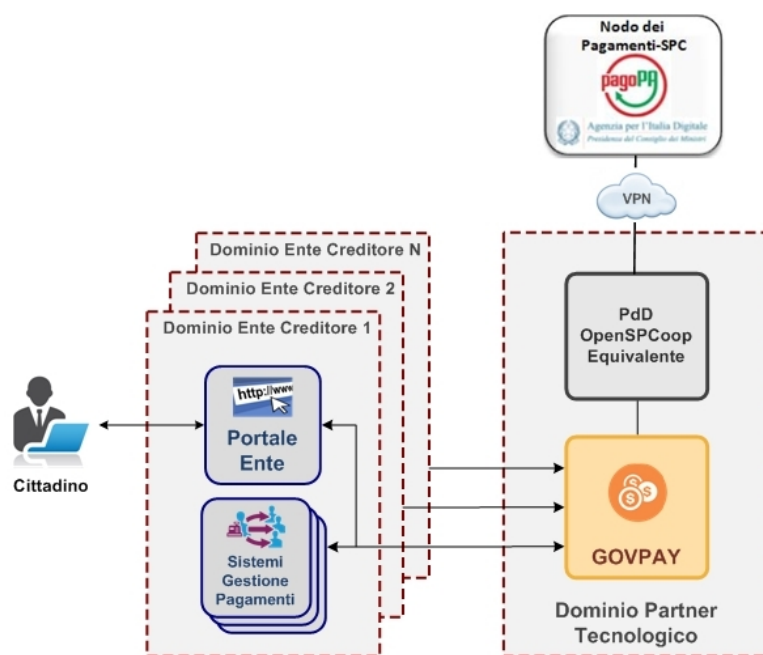 Nodo dei
Pagamenti-SPC
pagoPA
Agenzia per l'Italia Digitale
Presidenza del Consiglio dei Ministri
VPN
Dominio Ente Creditore N
Dominio Ente Creditore 2
Dominio Ente Creditore 1
PdD
OpenSPCoop
Equivalente
http://www
Portale
Ente
Cittadino
Sistemi
Gestione
Pagamenti
GOVPAY
Dominio Partner
Tecnologico